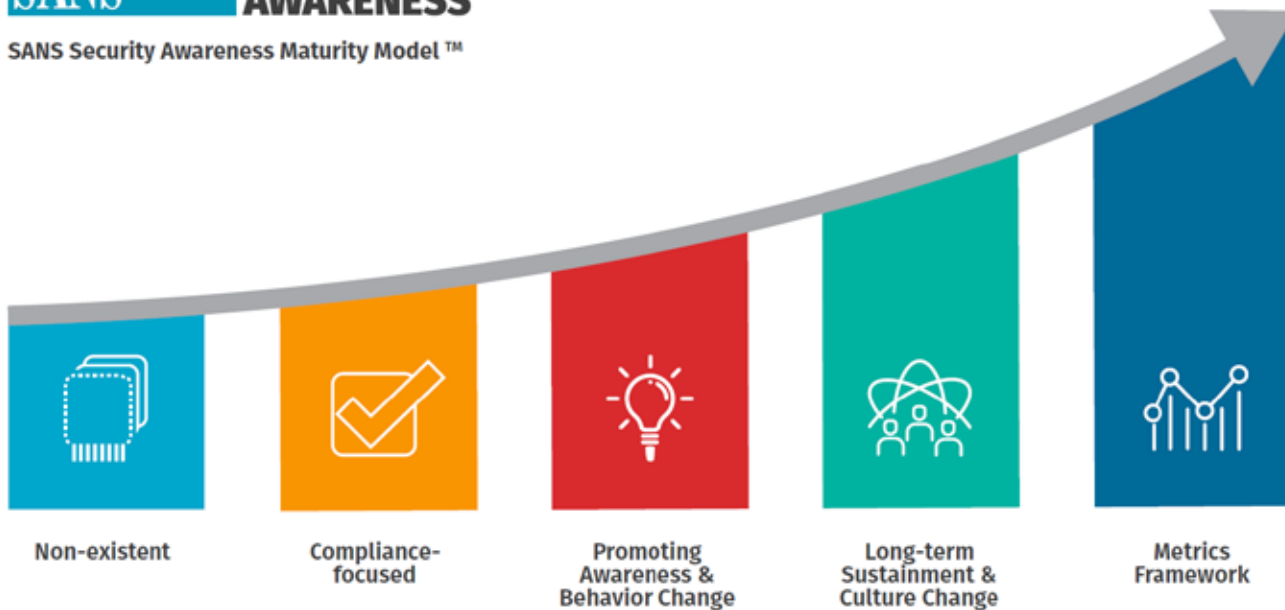 SANS
AWARENESS
SANS Security Awareness Maturity Model ™
Non-existent
Compliance-
focused
Promoting
Awareness &
Behavior Change
Long-term
Sustainment &
Culture Change
Metrics
Framework